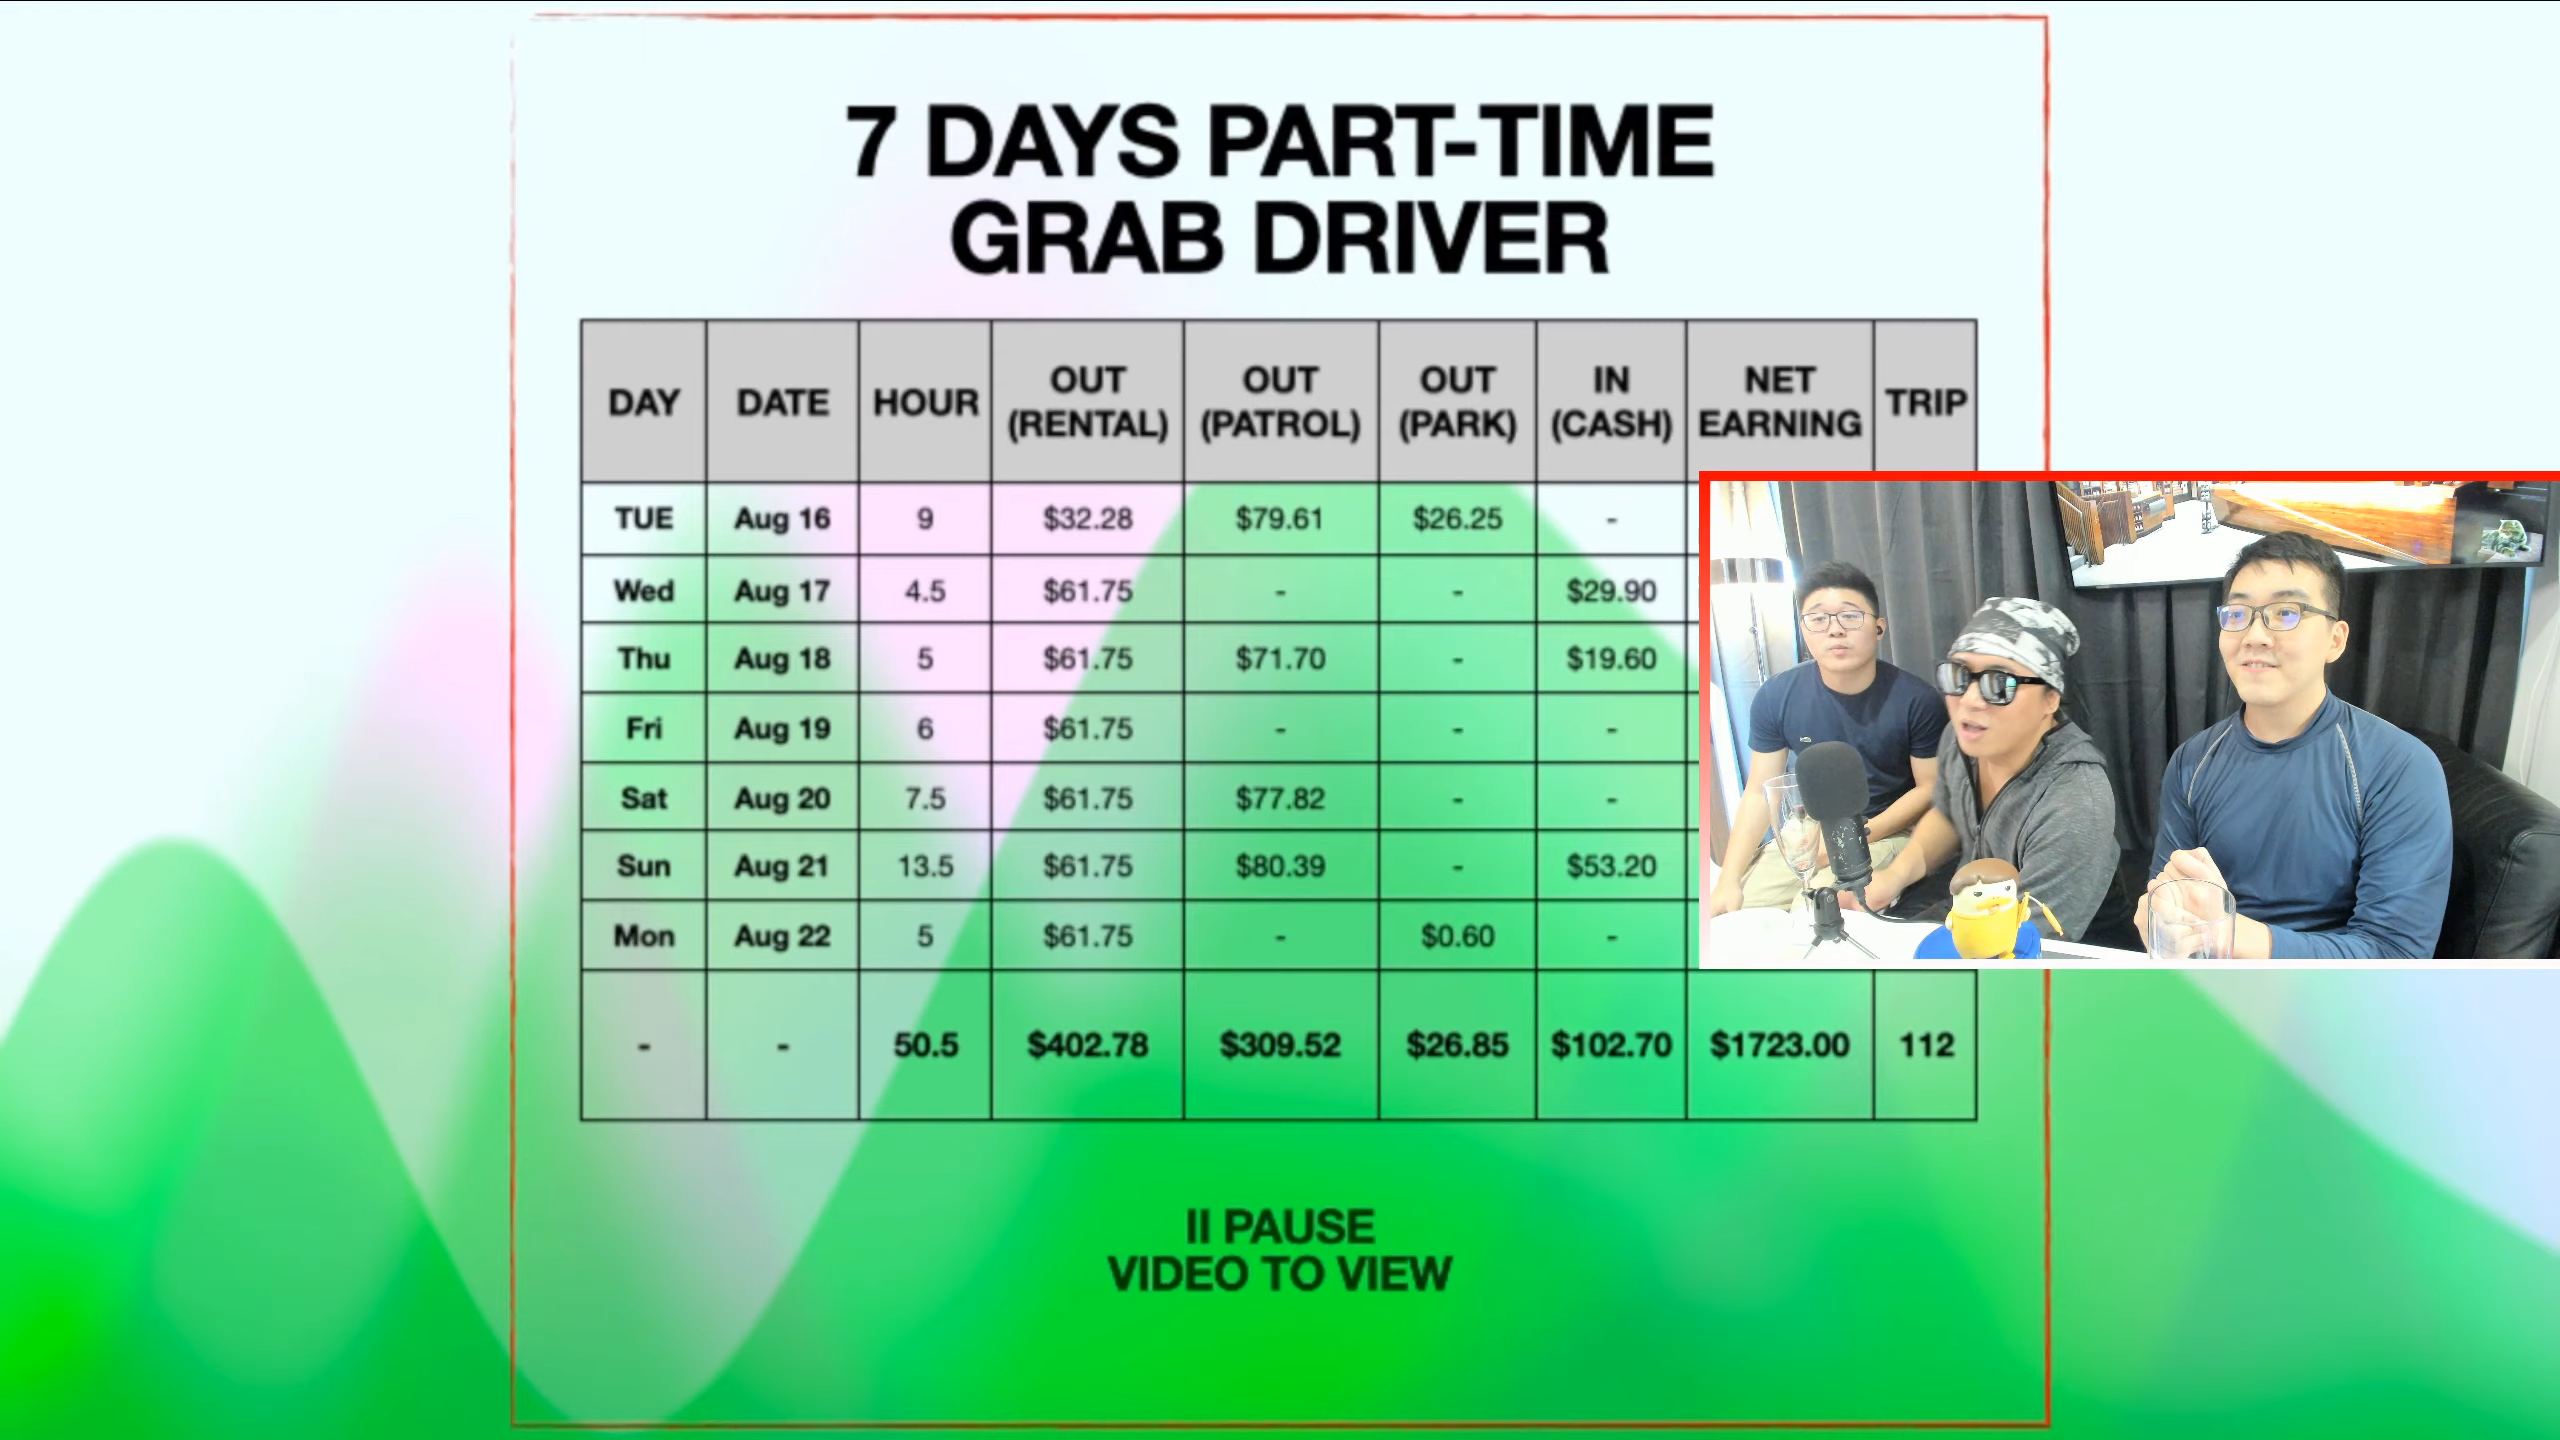 7 DAYS PART-TIME
GRAB DRIVER
DAY DATE HOUR OUT (RENTAL) OUT (PATROL) OUT (PARK) IN (CASH) NET EARNING TRIP
TUE Aug 16 9 $32.28 $79.61 $26.25 -
Wed Aug 17 4.5 $61.75 - - $29.90
Thu Aug 18 5 $61.75 $71.70 - $19.60
Fri Aug 19 6 $61.75 - - -
Sat Aug 20 7.5 $61.75 $77.82 - -
Sun Aug 21 13.5 $61.75 $80.39 - $53.20
Mon Aug 22 5 $61.75 - $0.60 -
- - 50.5 $402.78 $309.52 $26.85 $102.70 $1723.00 112
II PAUSE
VIDEO TO VIEW